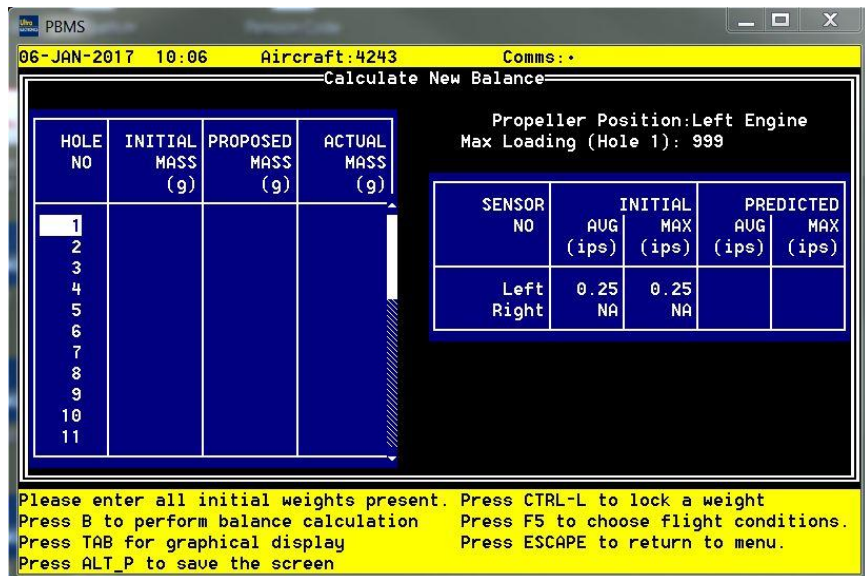 PBMS
06-JAN-2017 10:06 Aircraft:4243 Comms:·
Calculate New Balance
HOLE NO INITIAL MASS (g) PROPOSED MASS (g) ACTUAL MASS (g)
1
2
3
4
5
6
7
8
9
10
11
Propeller Position:Left Engine
Max Loading (Hole 1): 999
SENSOR NO INITIAL PREDICTED
AVG (ips) MAX (ips) AVG (ips) MAX (ips)
Left 0.25 0.25
Right NA NA
Please enter all initial weights present. Press CTRL-L to lock a weight
Press B to perform balance calculation Press F5 to choose flight conditions.
Press TAB for graphical display Press ESCAPE to return to menu.
Press ALT_P to save the screen